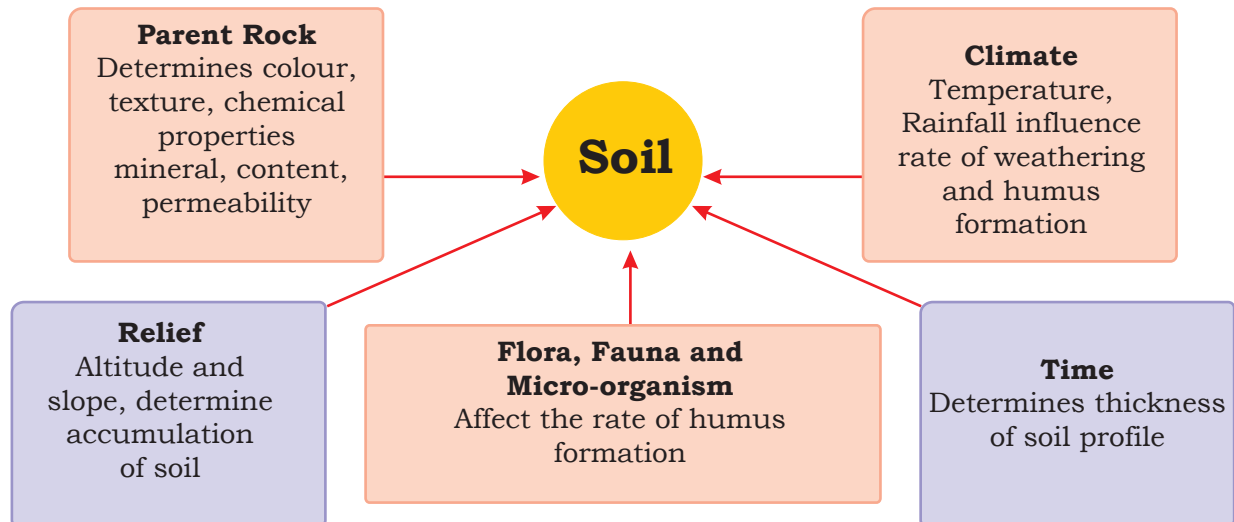 Parent Rock
Determines colour,
texture, chemical
properties
mineral, content,
permeability
Soil
Climate
Temperature,
Rainfall influence
rate of weathering
and humus
formation
Relief
Altitude and
slope, determine
accumulation
of soil
Flora, Fauna and
Micro-organism
Affect the rate of humus
formation
Time
Determines thickness
of soil profile